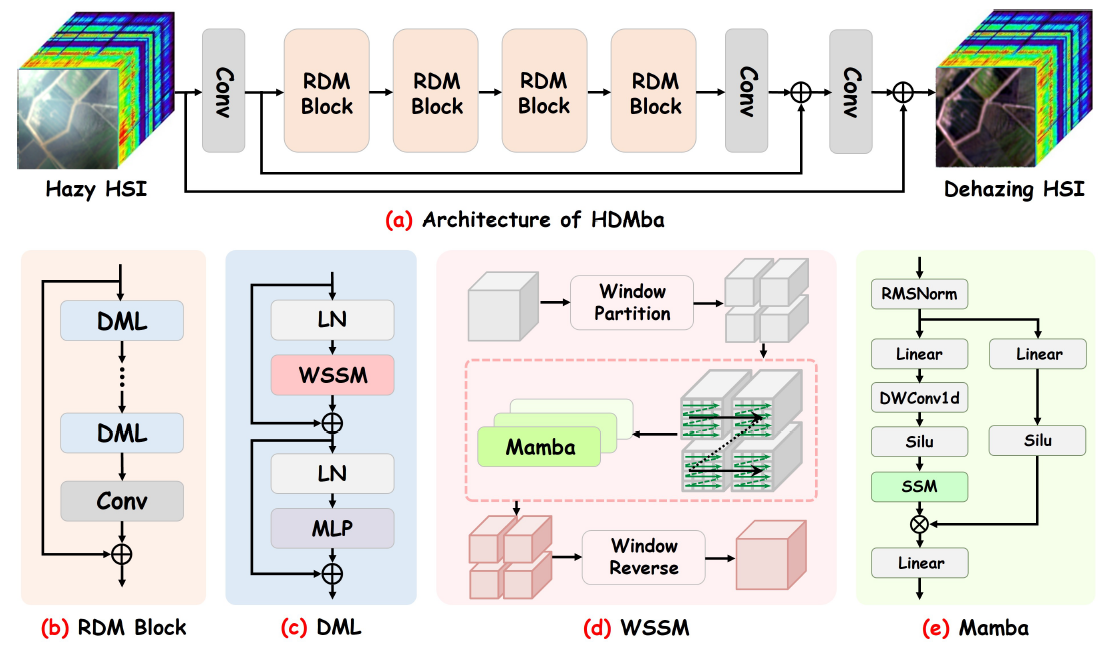 Conv
RDM
Block
RDM
Block
RDM
Block
RDM
Block
Conv
Conv
Hazy HSI
Dehazing HSI
(a) Architecture of HDMba
DML
DML
Conv
(b) RDM Block
LN
WSSM
LN
MLP
(c) DML
Window
Partition
Mamba
Window
Reverse
(d) WSSM
RMSNorm
Linear
Linear
DWConv1d
Silu
Silu
SSM
Linear
(e) Mamba